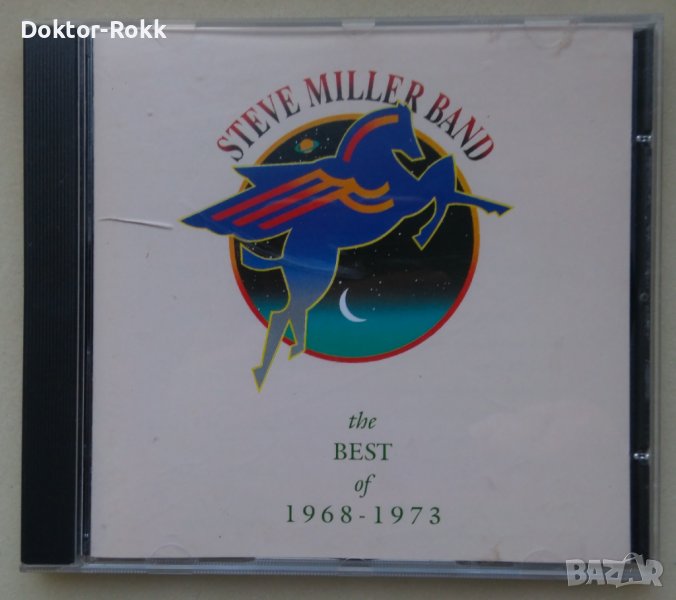 Doktor-Rokk
STEVE MILLER BAND
the
BEST
of
1968-1973
BAZAR